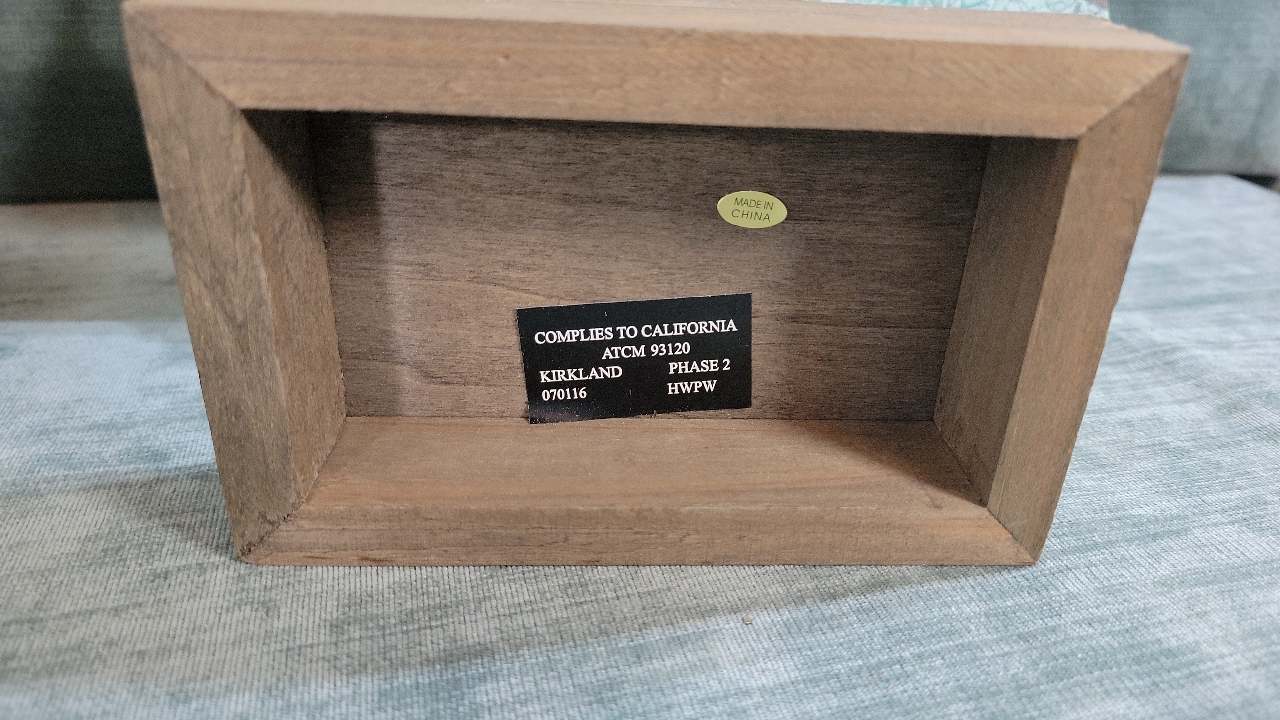 MADE IN
CHINA
COMPLIES TO CALIFORNIA
ATCM 93120
KIRKLAND PHASE 2
070116 HWPW